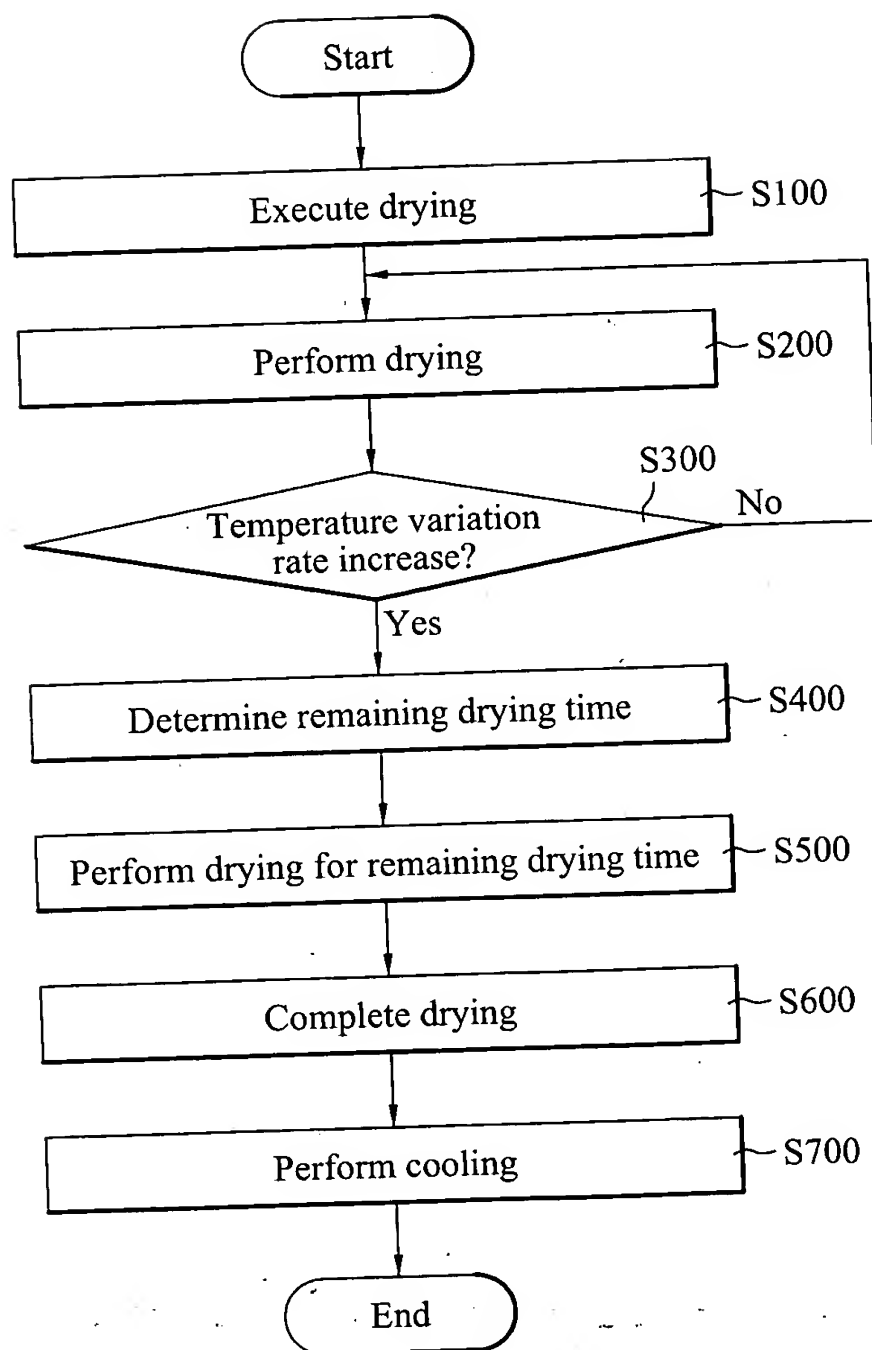 Start
Execute drying
S100
Perform drying
S200
S300
Temperature variation
rate increase?
No
Yes
Determine remaining drying time
S400
Perform drying for remaining drying time
S500
Complete drying
S600
Perform cooling
S700
End